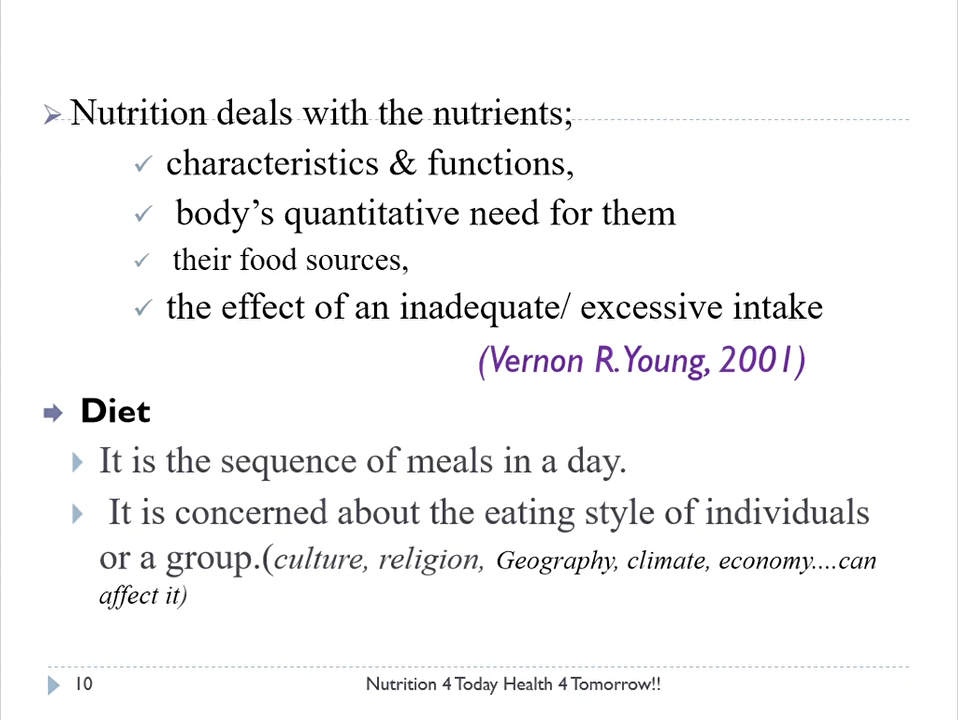 Nutrition deals with the nutrients;
characteristics & functions,
body's quantitative need for them
their food sources,
the effect of an inadequate/ excessive intake
(Vernon R.Young, 2001)
Diet
It is the sequence of meals in a day.
It is concerned about the eating style of individuals
or a group.(culture, religion, Geography, climate, economy....can
affect it)
10 Nutrition 4 Today Health 4 Tomorrow!!